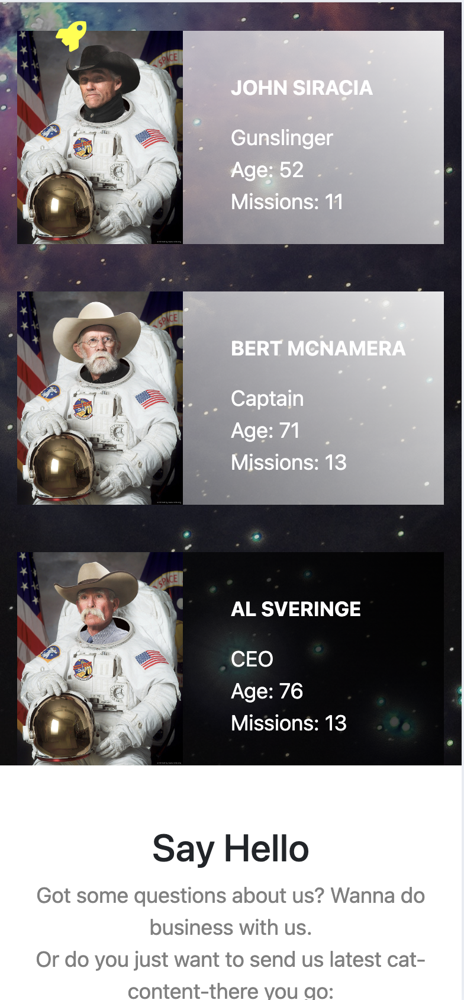 SPACE
JOHN SIRACIA
Gunslinger
Age: 52
Missions: 11
SPACE
BERT MCNAMERA
Captain
Age: 71
Missions: 13
SPACE
AL SVERINGE
CEO
Age: 76
Missions: 13
Say Hello
Got some questions about us? Wanna do
business with us.
Or do you just want to send us latest cat-
content-there you go: